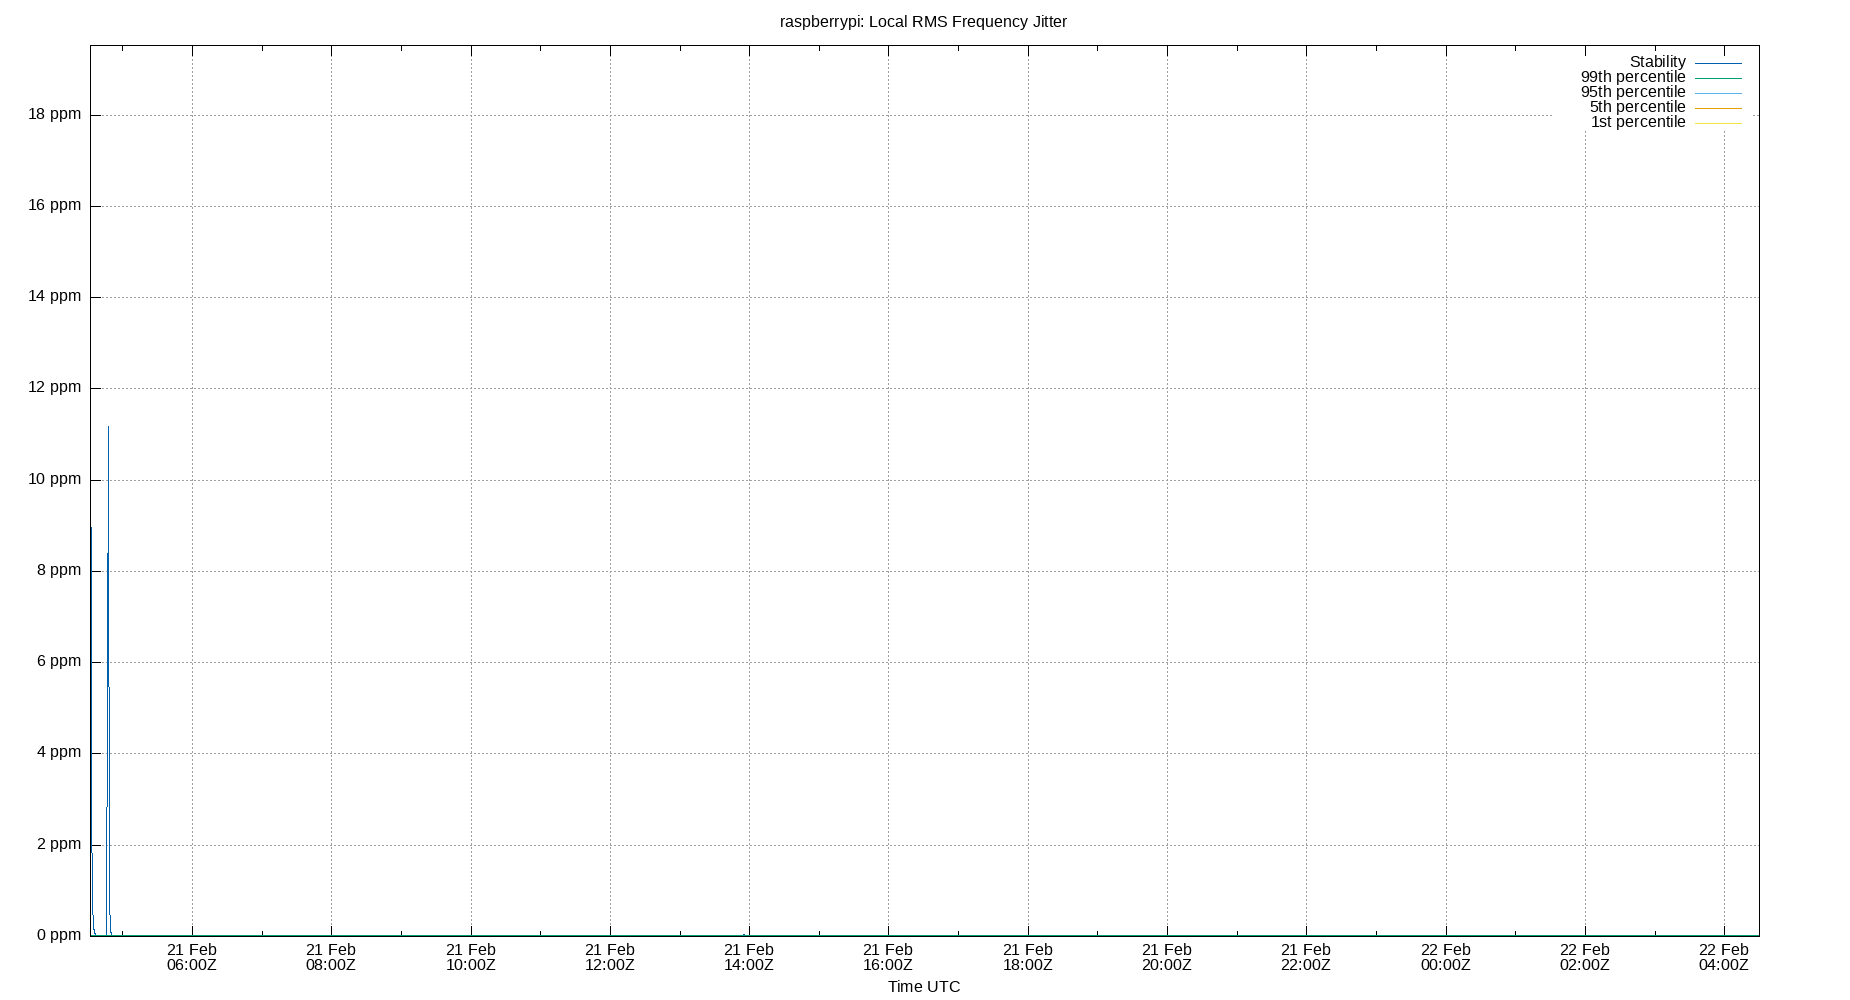 raspberrypi: Local RMS Frequency Jitter
Stability
99th percentile
95th percentile
5th percentile
1st percentile
18 ppm
16 ppm
14 ppm
12 ppm
10 ppm
8 ppm
6 ppm
4 ppm
2 ppm
0 ppm
21 Feb 21 Feb 21 Feb 21 Feb 21 Feb 21 Feb 21 Feb 21 Feb 21 Feb 22 Feb 22 Feb 22 Feb
06:00Z 08:00Z 10:00Z 12:00Z 14:00Z 16:00Z 18:00Z 20:00Z 22:00Z 00:00Z 02:00Z 04:00Z
Time UTC